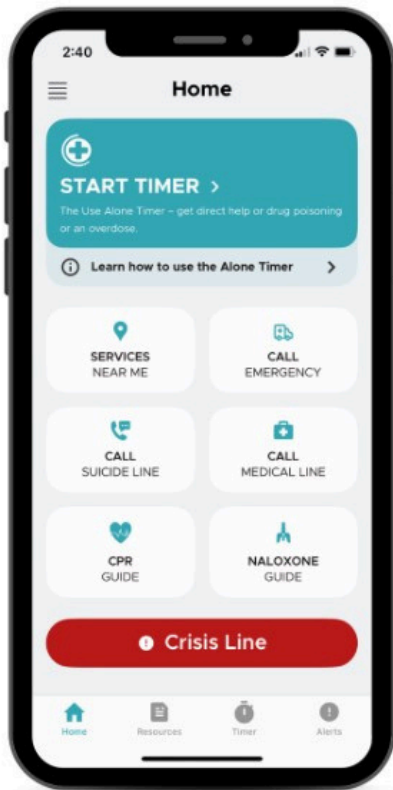 2:40
Home
START TIMER >
The Use Alone Timer – get direct help or drug poisoning
or an overdose.
Learn how to use the Alone Timer >
SERVICES
NEAR ME
CALL
EMERGENCY
CALL
SUICIDE LINE
CALL
MEDICAL LINE
CPR
GUIDE
NALOXONE
GUIDE
Crisis Line
Home
Resources
Timer
Alerts